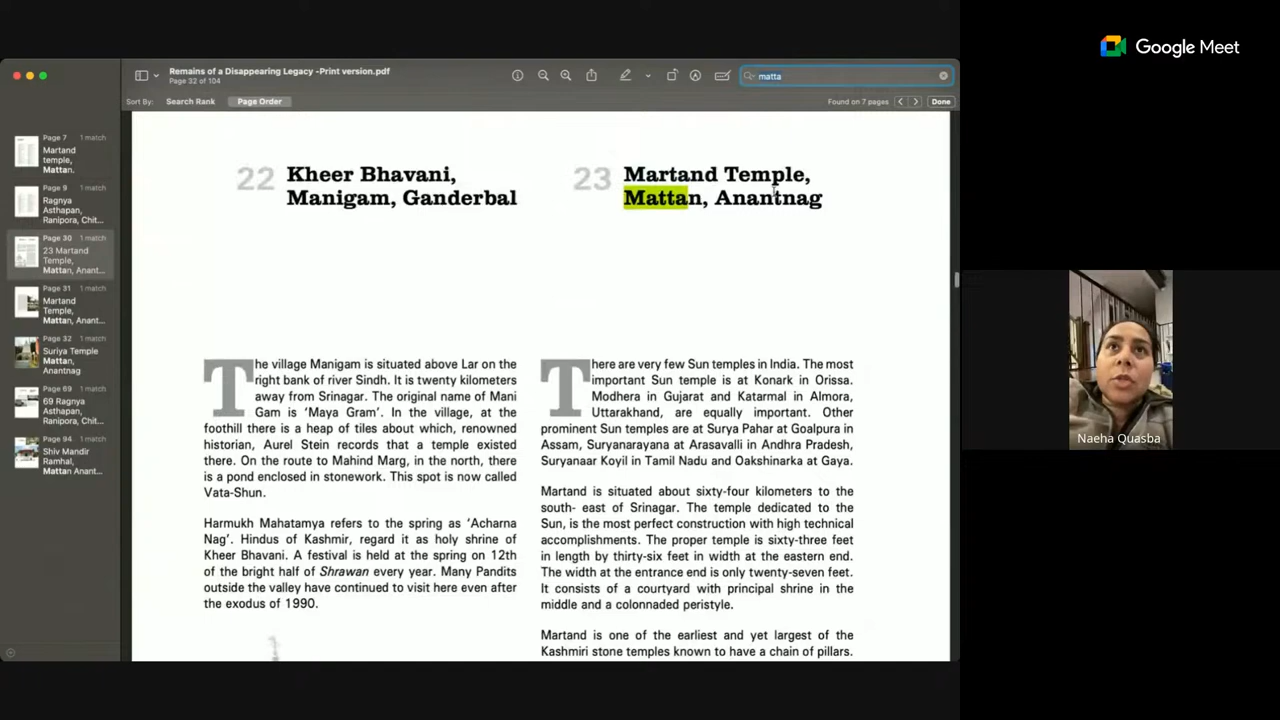 Google Meet
Remains of a Disappearing Legacy -Print version.pdf
Page 32 of 104
matta
Sort By:
Search Rank
Page Order
Found on 7 pages
Done
Page 7 1 match
Martand
temple,
Mattan.
Page 9 1 match
Ragnya
Asthapan,
Ranipora, Chit...
Page 30 1 match
23 Martand
Temple,
Mattan, Anant...
Page 31 1 match
Martand
Temple,
Mattan, Anant...
Page 32 1 match
Suriya Temple
Mattan,
Anantnag
Page 69 1 match
69 Ragnya
Asthapan,
Ranipora, Chit...
Page 94 1 match
Shiv Mandir
Ramhal,
Mattan Anant...
22 Kheer Bhavani,
Manigam, Ganderbal
The village Manigam is situated above Lar on the
right bank of river Sindh. It is twenty kilometers
away from Srinagar. The original name of Mani
Gam is ‘Maya Gram’. In the village, at the
foothill there is a heap of tiles about which, renowned
historian, Aurel Stein records that a temple existed
there. On the route to Mahind Marg, in the north, there
is a pond enclosed in stonework. This spot is now called
Vata-Shun.
Harmukh Mahatamya refers to the spring as ‘Acharna
Nag’. Hindus of Kashmir, regard it as holy shrine of
Kheer Bhavani. A festival is held at the spring on 12th
of the bright half of Shrawan every year. Many Pandits
outside the valley have continued to visit here even after
the exodus of 1990.
23 Martand Temple,
Mattan, Anantnag
There are very few Sun temples in India. The most
important Sun temple is at Konark in Orissa.
Modhera in Gujarat and Katarmal in Almora,
Uttarakhand, are equally important. Other
prominent Sun temples are at Surya Pahar at Goalpura in
Assam, Suryanarayana at Arasavalli in Andhra Pradesh,
Suryanaar Koyil in Tamil Nadu and Oakshinarka at Gaya.
Martand is situated about sixty-four kilometers to the
south- east of Srinagar. The temple dedicated to the
Sun, is the most perfect construction with high technical
accomplishments. The proper temple is sixty-three feet
in length by thirty-six feet in width at the eastern end.
The width at the entrance end is only twenty-seven feet.
It consists of a courtyard with principal shrine in the
middle and a colonnaded peristyle.
Martand is one of the earliest and yet largest of the
Kashmiri stone temples known to have a chain of pillars.
Naeha Quasba